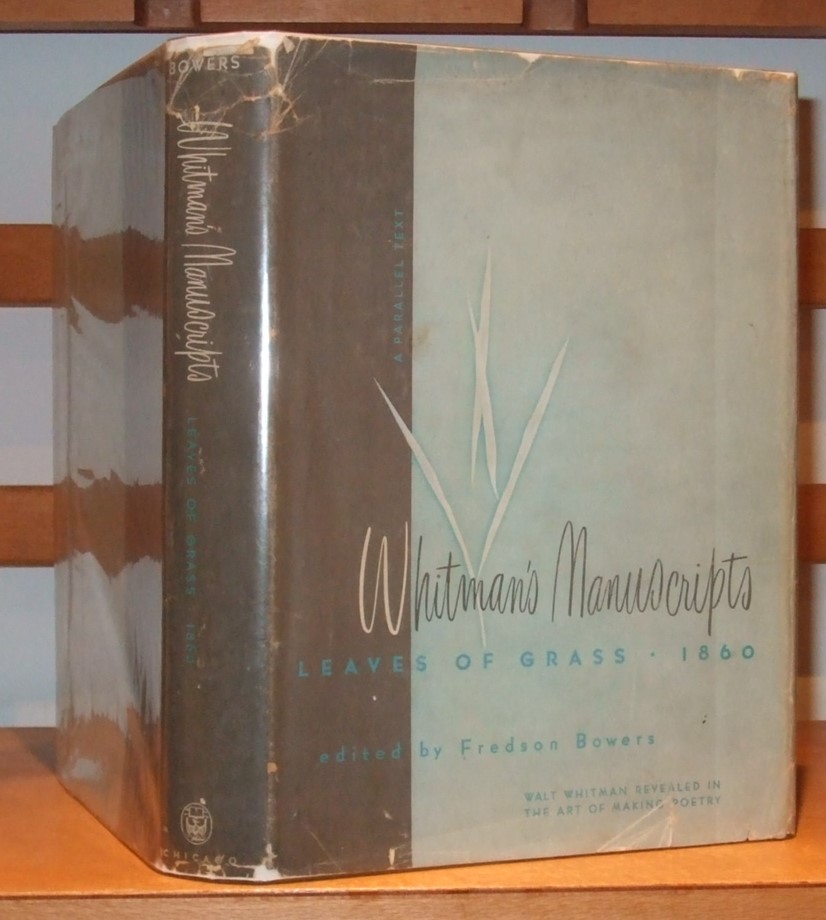 BOWERS
Whitman's Manuscripts
LEAVES OF GRASS 1860
CHICAGO
A PARALLEL TEXT
Whitman's Manuscripts
LEAVES OF GRASS · 1860
edited by Fredson Bowers
WALT WHITMAN REVEALED IN
THE ART OF MAKING POETRY